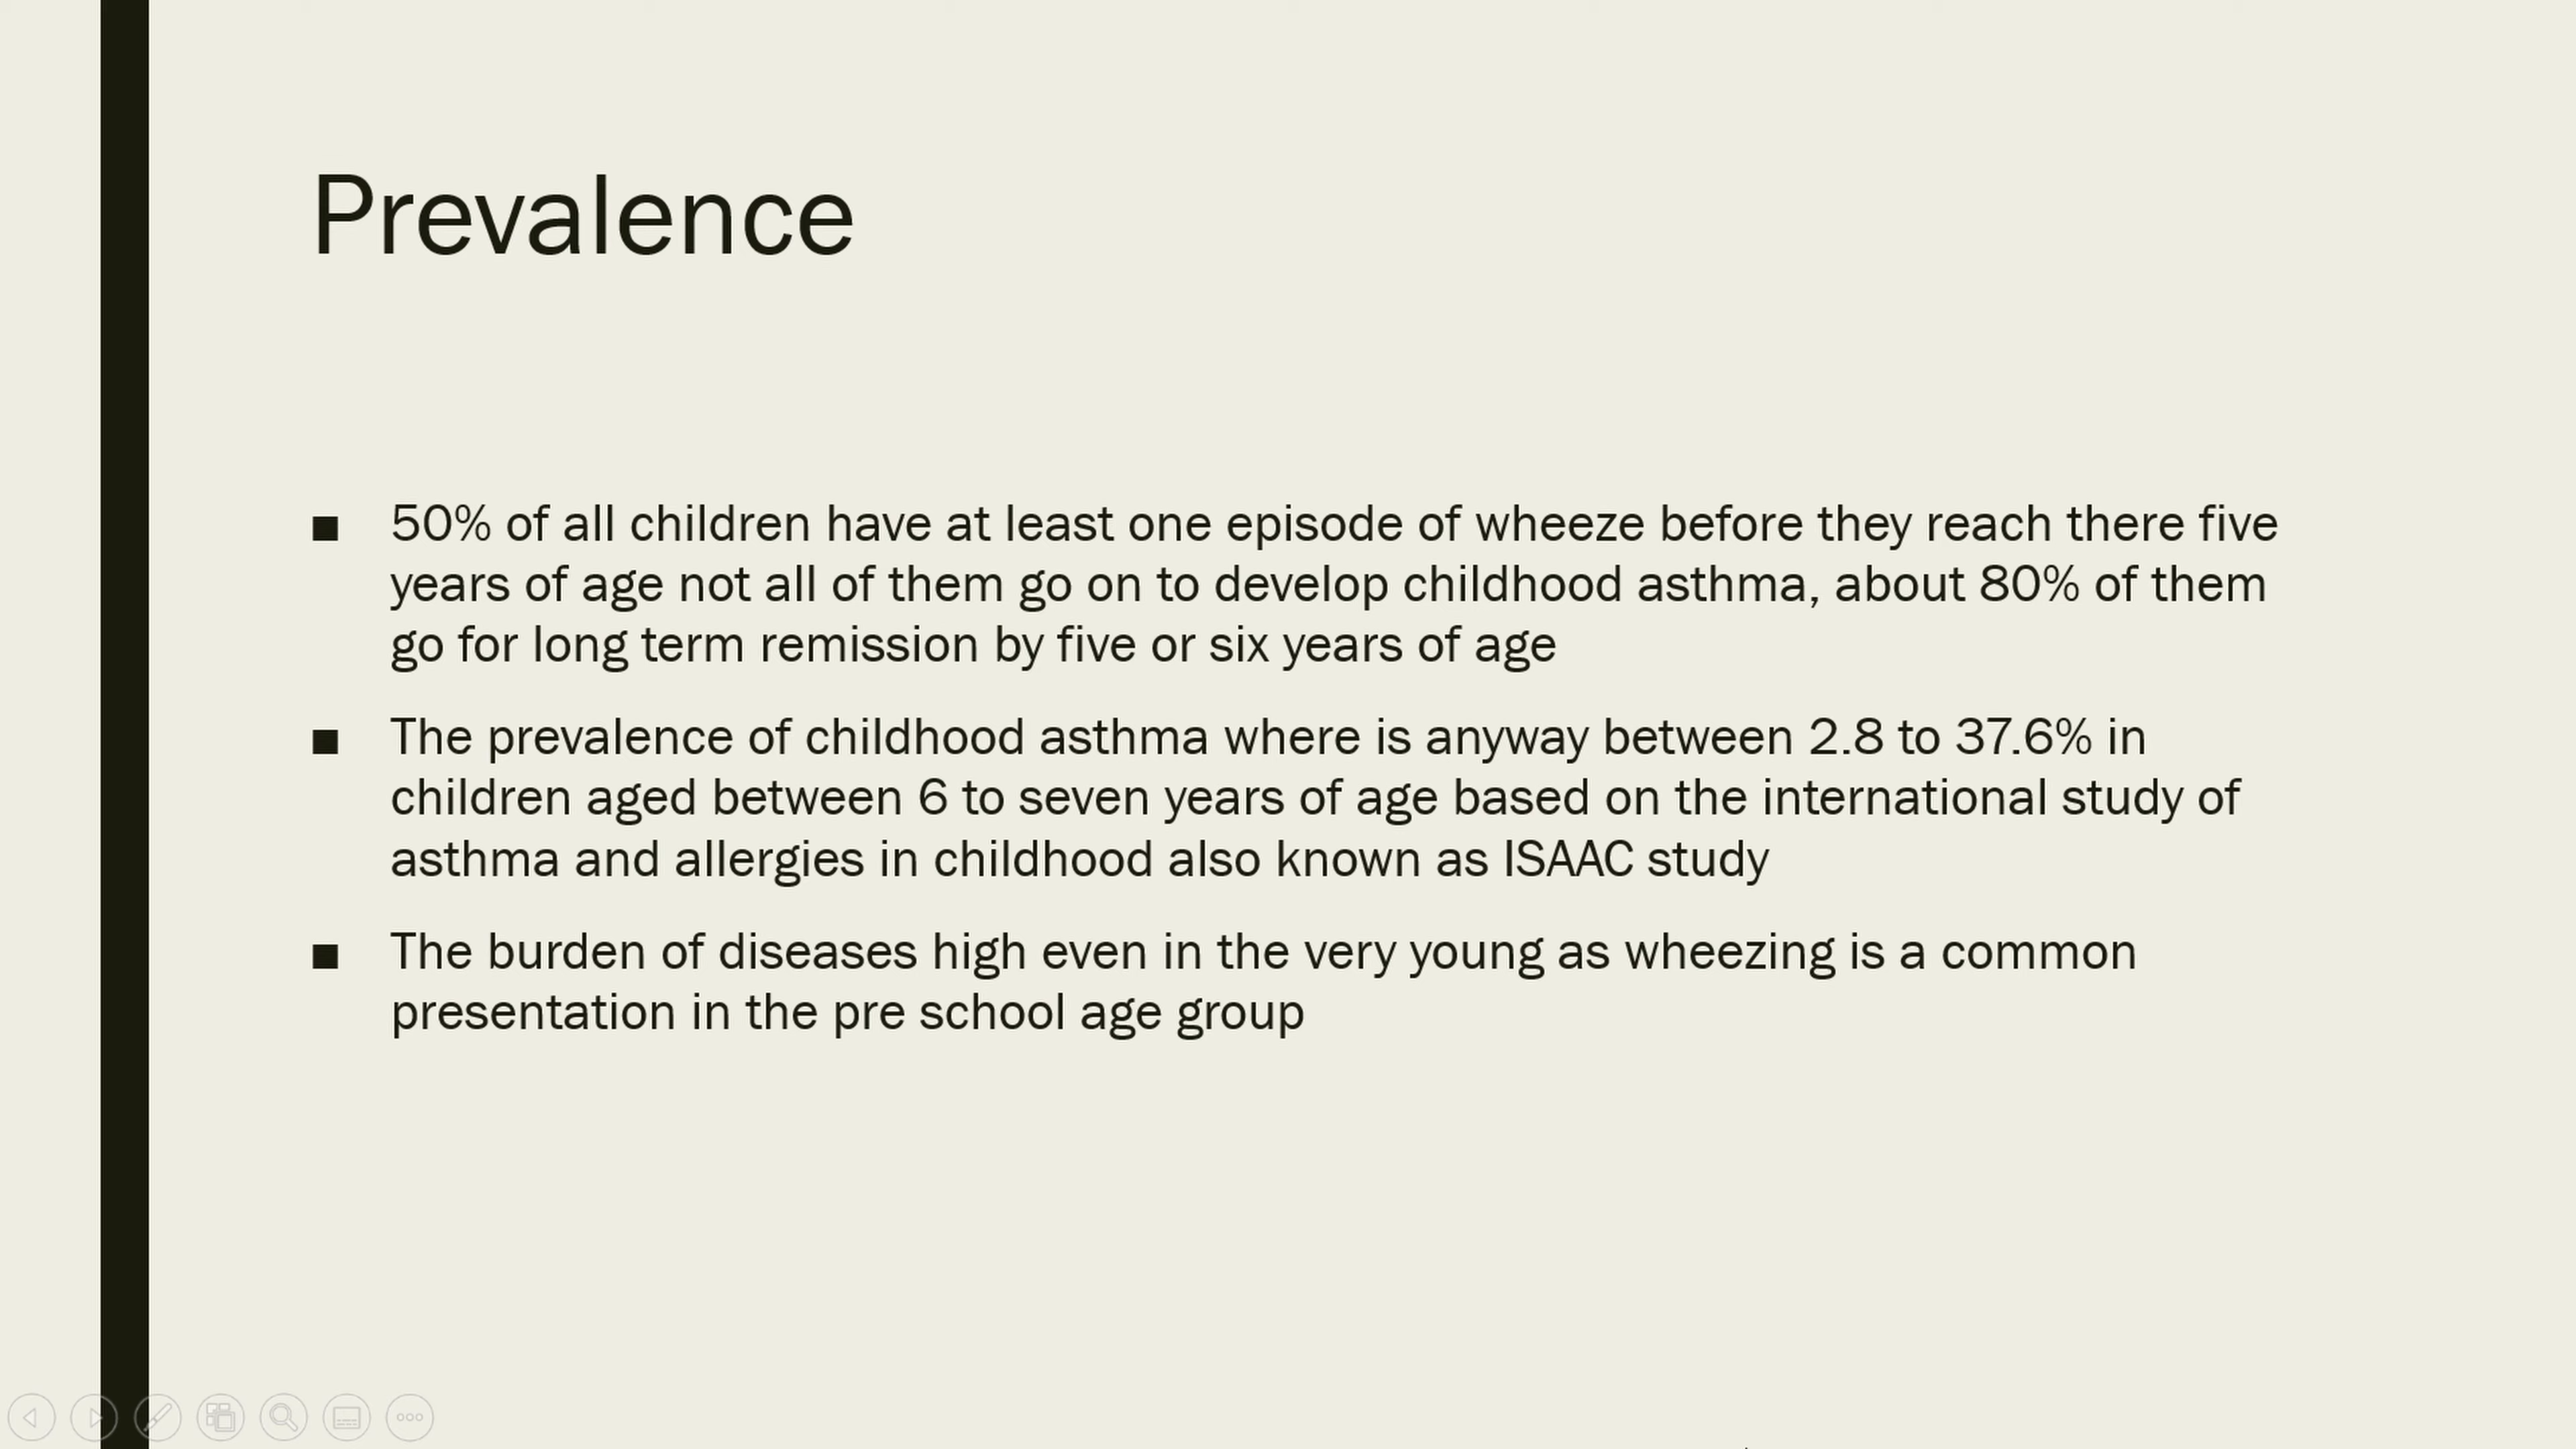 Prevalence
■ 50% of all children have at least one episode of wheeze before they reach there five
years of age not all of them go on to develop childhood asthma, about 80% of them
go for long term remission by five or six years of age
■ The prevalence of childhood asthma where is anyway between 2.8 to 37.6% in
children aged between 6 to seven years of age based on the international study of
asthma and allergies in childhood also known as ISAAC study
■ The burden of diseases high even in the very young as wheezing is a common
presentation in the pre school age group